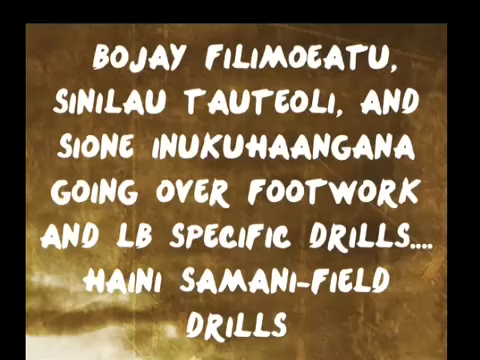 BOJAY FILIMOEATU,
SINILAU TAUTEOLI, AND
SIONE INUKUHAANGANA
GOING OVER FOOTWORK
AND LB SPECIFIC DRILLS....
HAINI SAMANI-FIELD
DRILLS